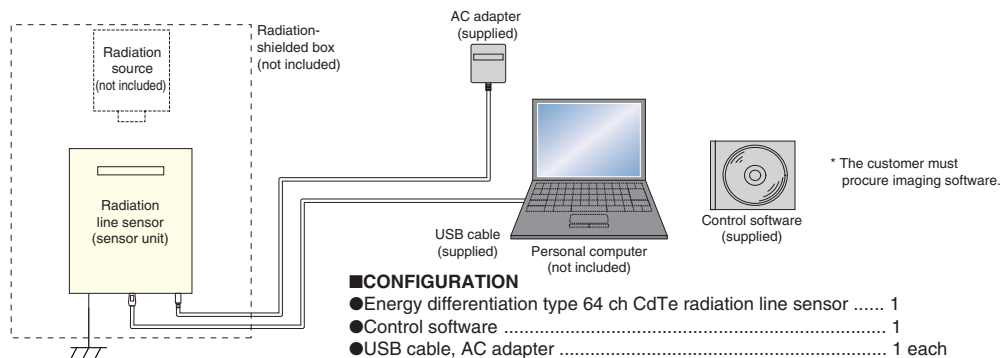 AC adapter
(supplied)
Radiation-
shielded box
(not included)
Radiation
source
(not included)
Radiation
line sensor
(sensor unit)
* The customer must
procure imaging software.
Control software
(supplied)
USB cable
(supplied)
Personal computer
(not included)
■CONFIGURATION
●Energy differentiation type 64 ch CdTe radiation line sensor ...... 1
●Control software ........................................................................................ 1
●USB cable, AC adapter ............................................................................ 1 each